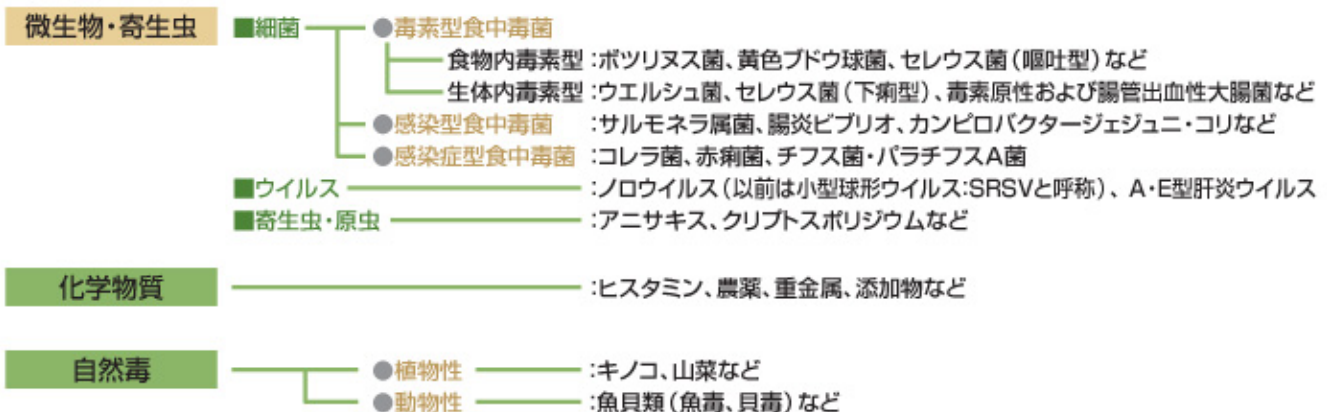 微生物・寄生虫 ■細菌 ●毒素型食中毒菌
食物内毒素型:ボツリヌス菌、黄色ブドウ球菌、セレウス菌(嘔吐型)など
生体内毒素型:ウエルシュ菌、セレウス菌(下痢型)、毒素原性および腸管出血性大腸菌など
●感染型食中毒菌 :サルモネラ属菌、腸炎ビブリオ、カンピロバクタージェジュニ・コリなど
●感染症型食中毒菌 :コレラ菌、赤痢菌、チフス菌・パラチフスA菌
■ウイルス :ノロウイルス(以前は小型球形ウイルス:SRSVと呼称)、A・E型肝炎ウイルス
■寄生虫・原虫 :アニサキス、クリプトスポリジウムなど
化学物質 :ヒスタミン、農薬、重金属、添加物など
自然毒 ●植物性 :キノコ、山菜など
●動物性 :魚貝類(魚毒、貝毒)など